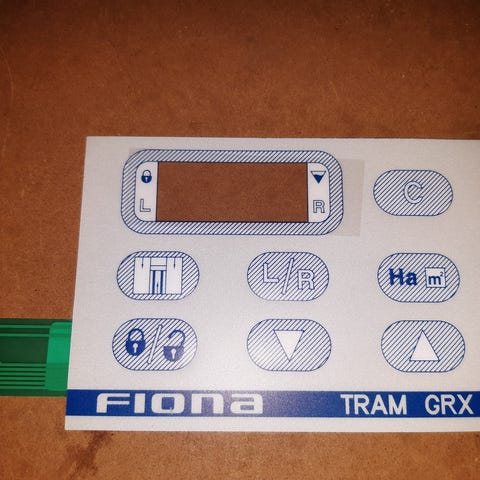 L R C
L/R Ha m²
Fiona TRAM GRX